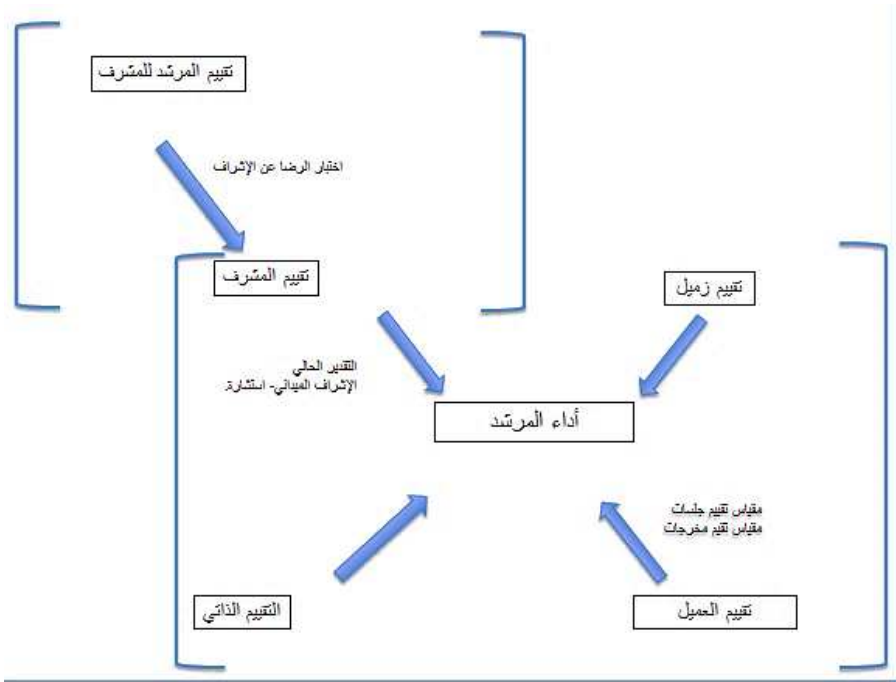 تقييم المرشد للمشرف
اختبار الرضا عن الإشراف
تقييم المشرف
تقييم زميل
التقدير الحالي
الإشراف الميداني- استشارة.
أداء المرشد
مقياس تقييم جلسات
مقياس تقيم مخرجات
التقييم الذاتي
تقييم العميل